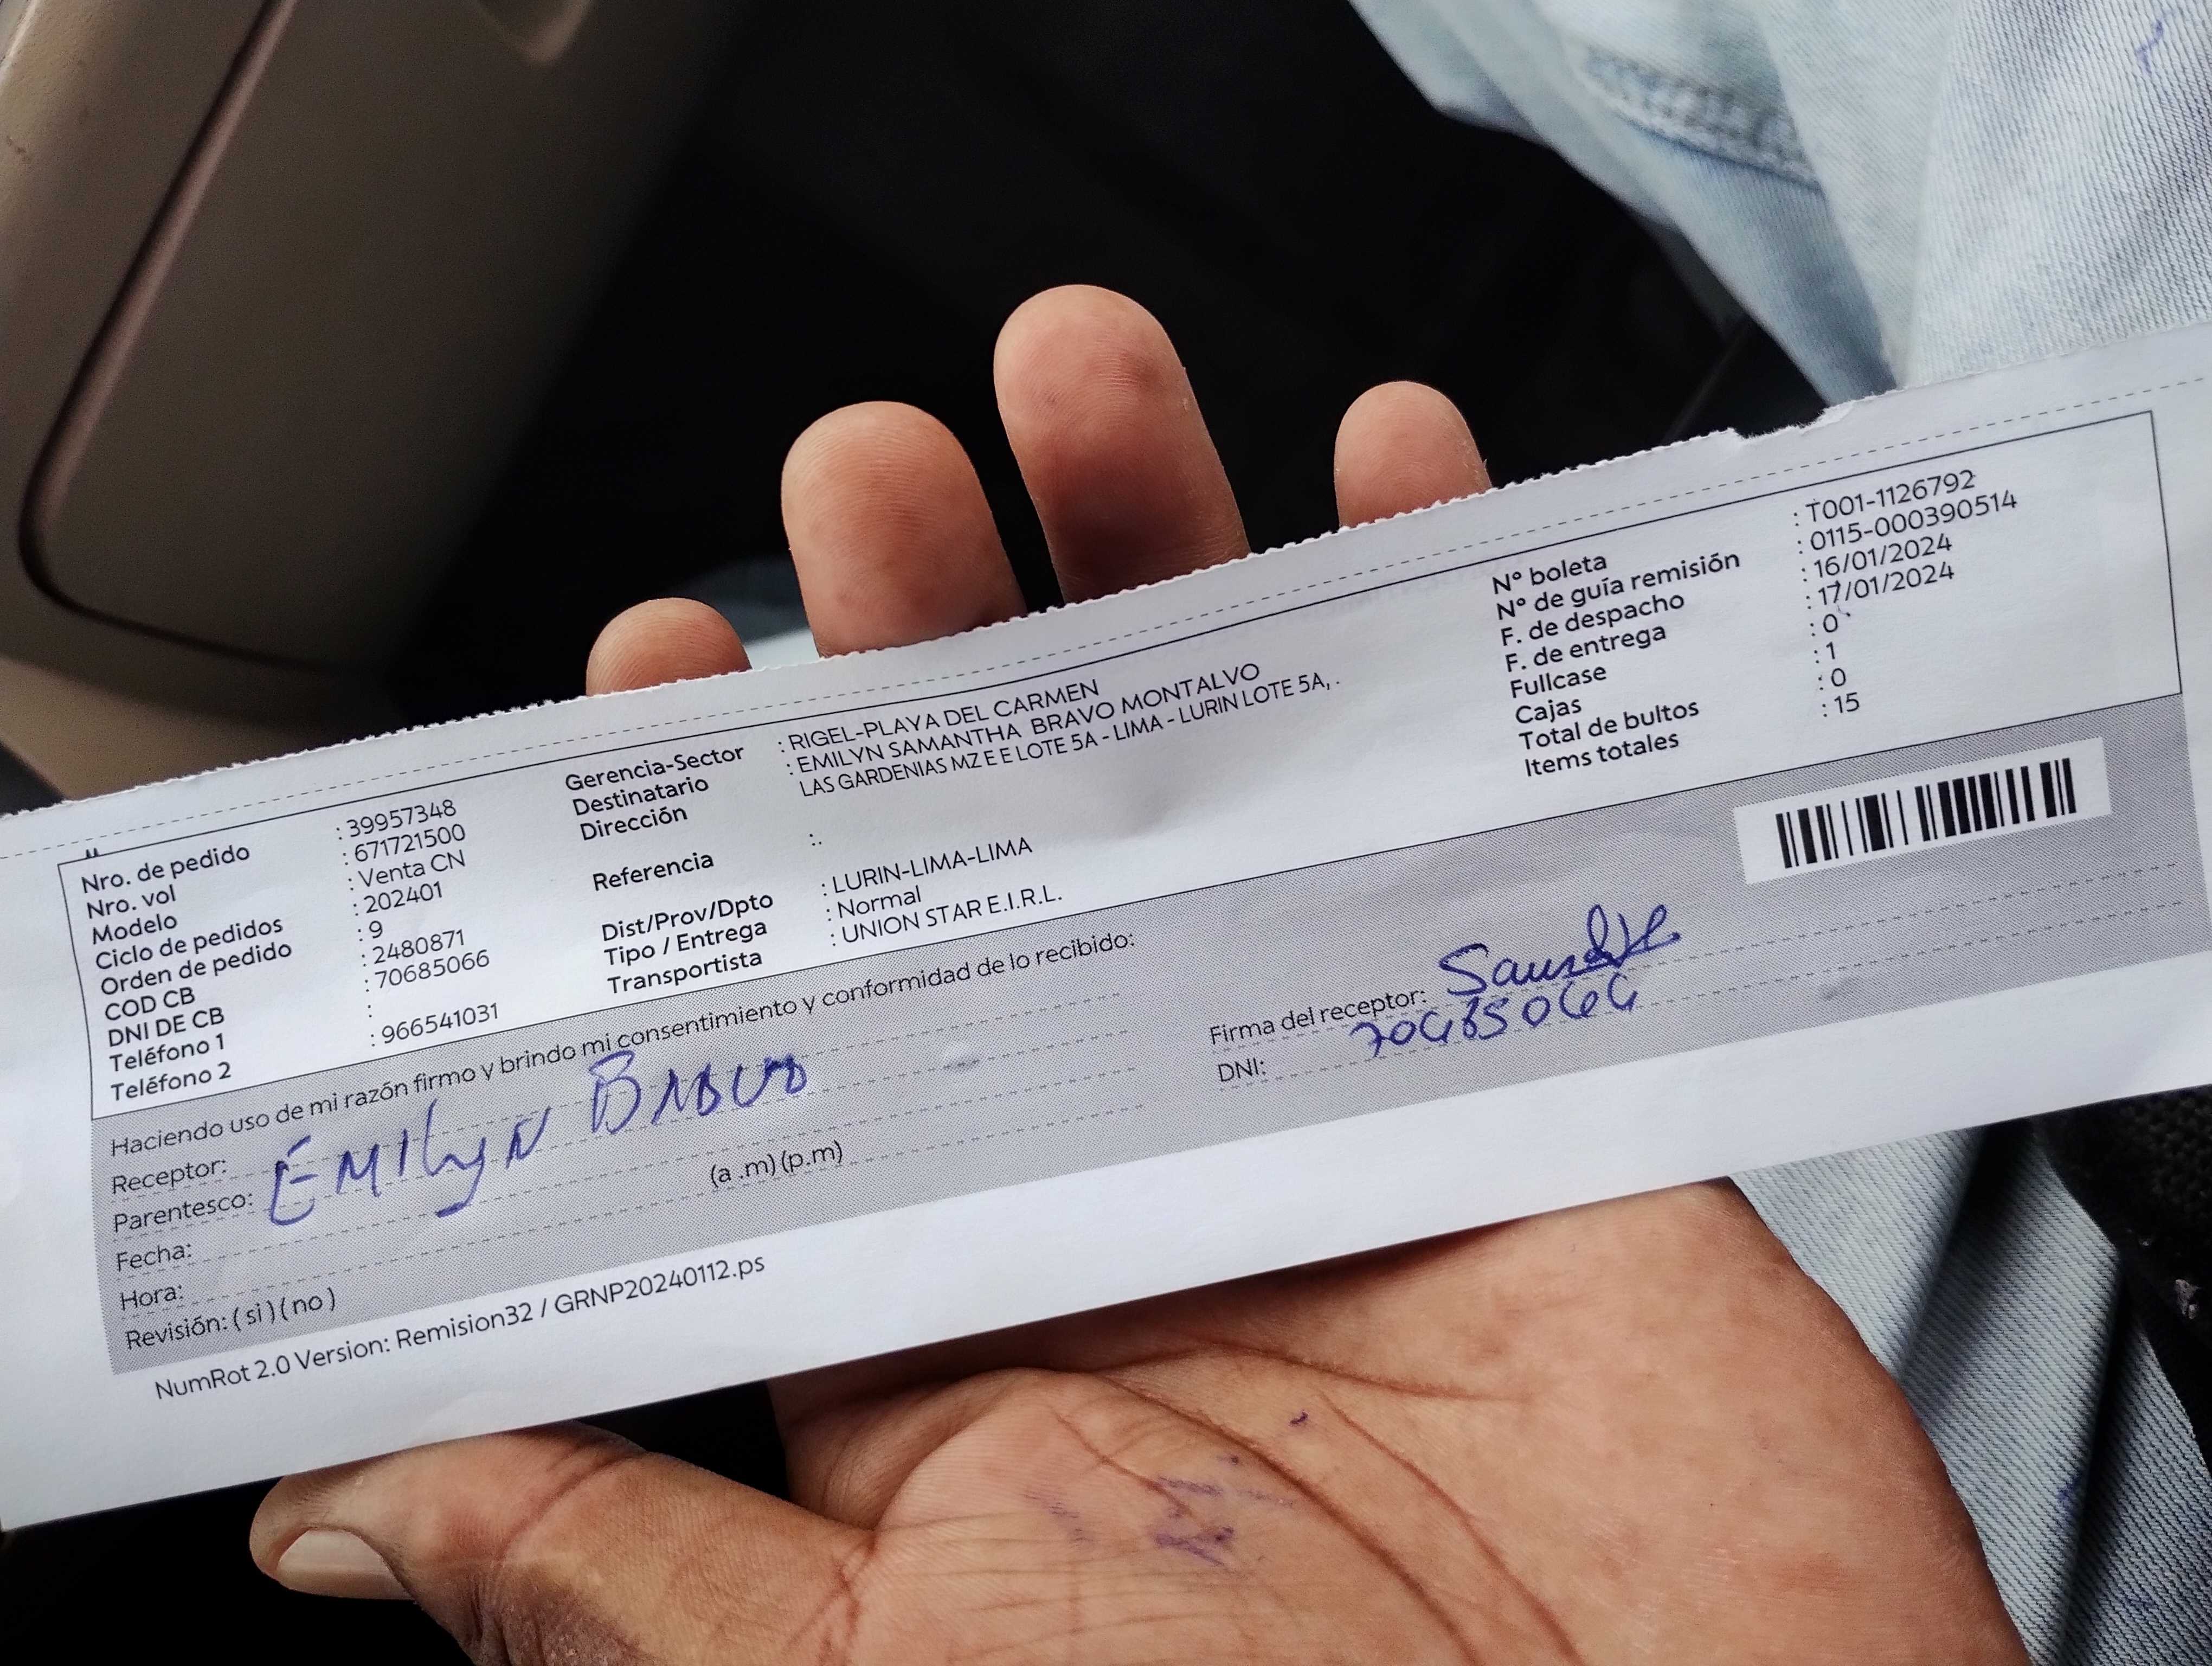 Nro. de pedido : 39957348
Nro. vol : 671721500
Modelo : Venta CN
Ciclo de pedidos : 202401
Orden de pedido : 9
COD CB : 2480871
DNI DE CB : 70685066
Teléfono 1 :
Teléfono 2 : 966541031
Gerencia-Sector : RIGEL-PLAYA DEL CARMEN
Destinatario : EMILYN SAMANTHA BRAVO MONTALVO
Dirección LAS GARDENIAS MZ E E LOTE 5A - LIMA - LURIN LOTE 5A, .
Referencia :.
Dist/Prov/Dpto : LURIN-LIMA-LIMA
Tipo / Entrega : Normal
Transportista : UNION STAR E.I.R.L.
N° boleta : T001-1126792
N° de guía remisión : 0115-000390514
F. de despacho : 16/01/2024
F. de entrega : 17/01/2024
Fullcase : 0
Cajas : 1
Total de bultos : 0
Items totales : 15
Haciendo uso de mi razón firmo y brindo mi consentimiento y conformidad de lo recibido:
Receptor: EMIlyN BRAVO
Parentesco:
Fecha:
Hora: (a .m) (p.m)
Revisión: ( si ) ( no )
Firma del receptor:
DNI:
NumRot 2.0 Version: Remision32 / GRNP20240112.ps